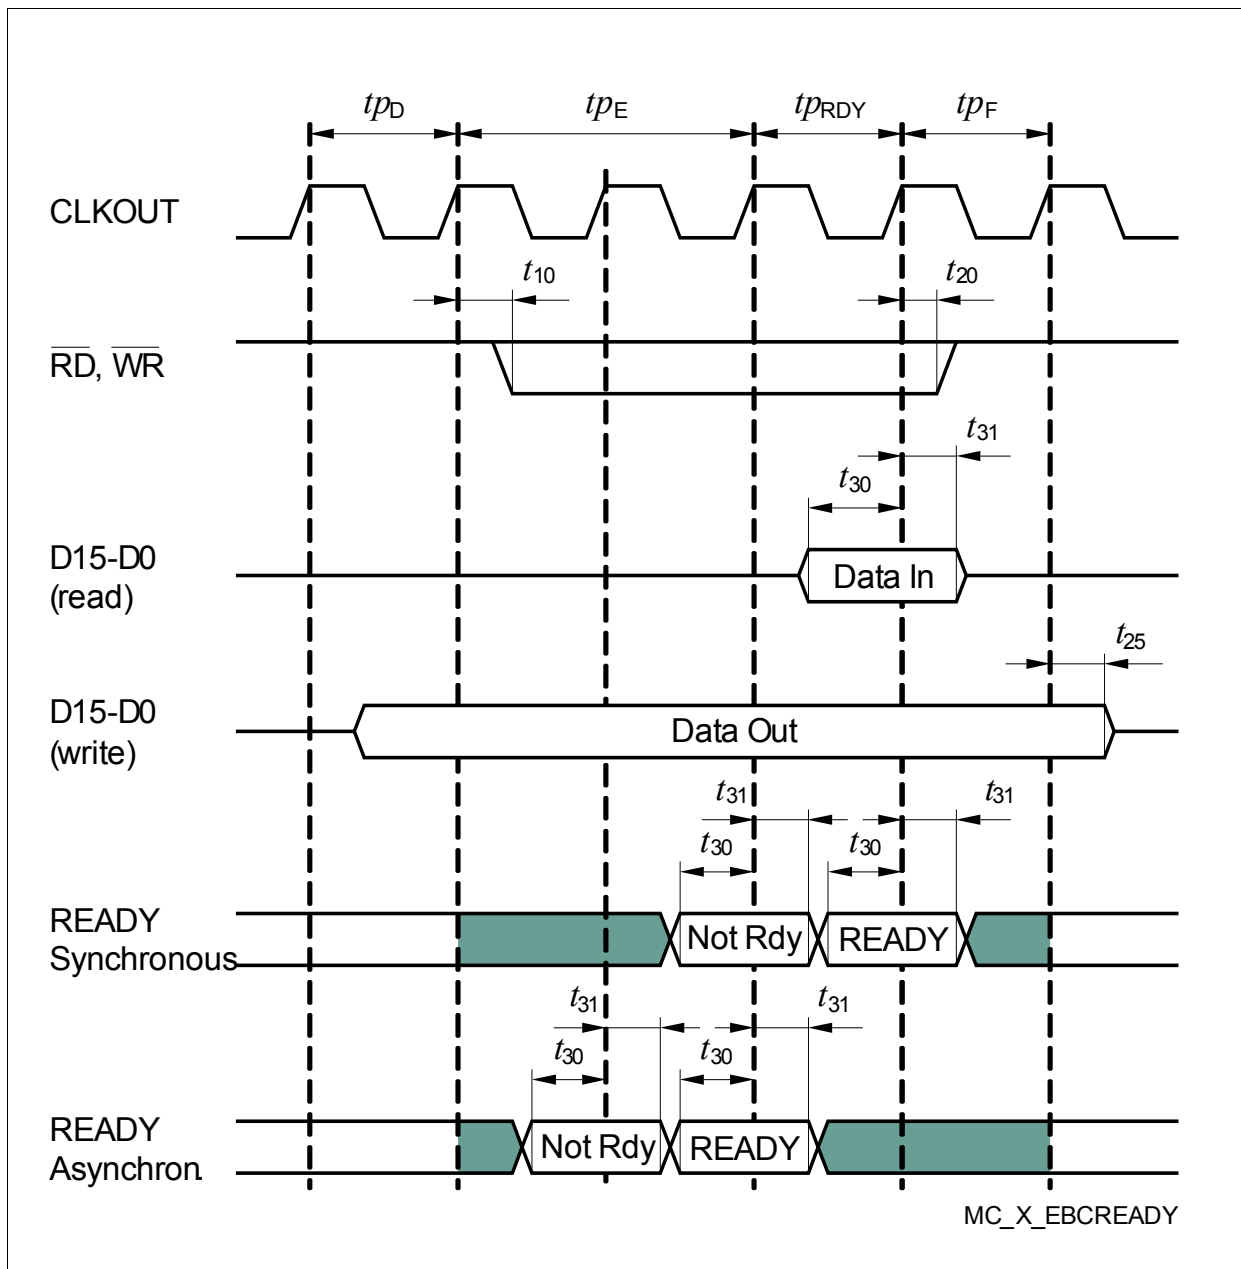 tpD tpE tpRDY tpF
CLKOUT
t10 t20
RD, WR
t31
t30
D15-D0
(read)
Data In
t25
D15-D0
(write)
Data Out
t31 t31
t30 t30
READY
Synchronous
Not Rdy READY
t31 t31
t30 t30
READY
Asynchron.
Not Rdy READY
MC_X_EBCREADY